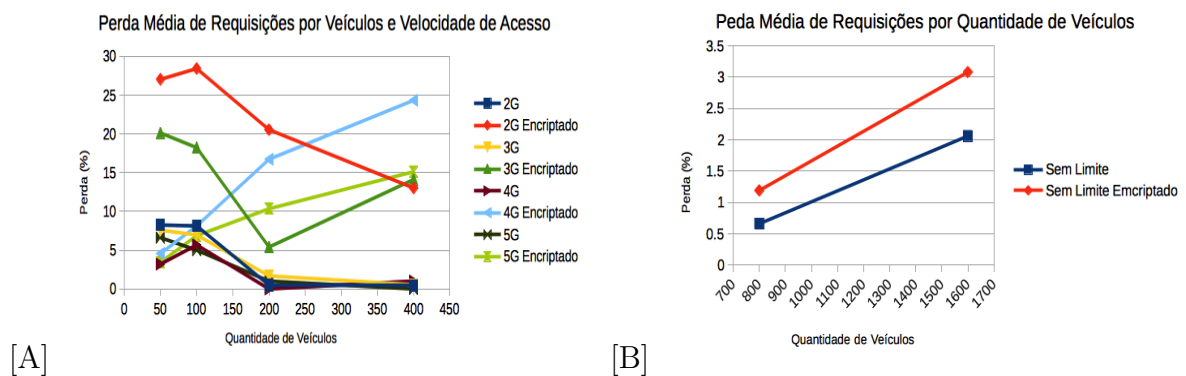 Perda Média de Requisições por Veículos e Velocidade de Acesso
30
25
20
15
10
5
0
Perda (%)
0 50 100 150 200 250 300 350 400 450
Quantidade de Veículos
2G
2G Encriptado
3G
3G Encriptado
4G
4G Encriptado
5G
5G Encriptado
[A]
Peda Média de Requisições por Quantidade de Veículos
3.5
3
2.5
2
1.5
1
0.5
0
Perda (%)
700 800 900 1000 1100 1200 1300 1400 1500 1600 1700
Quantidade de Veículos
Sem Limite
Sem Limite Emcriptado
[B]